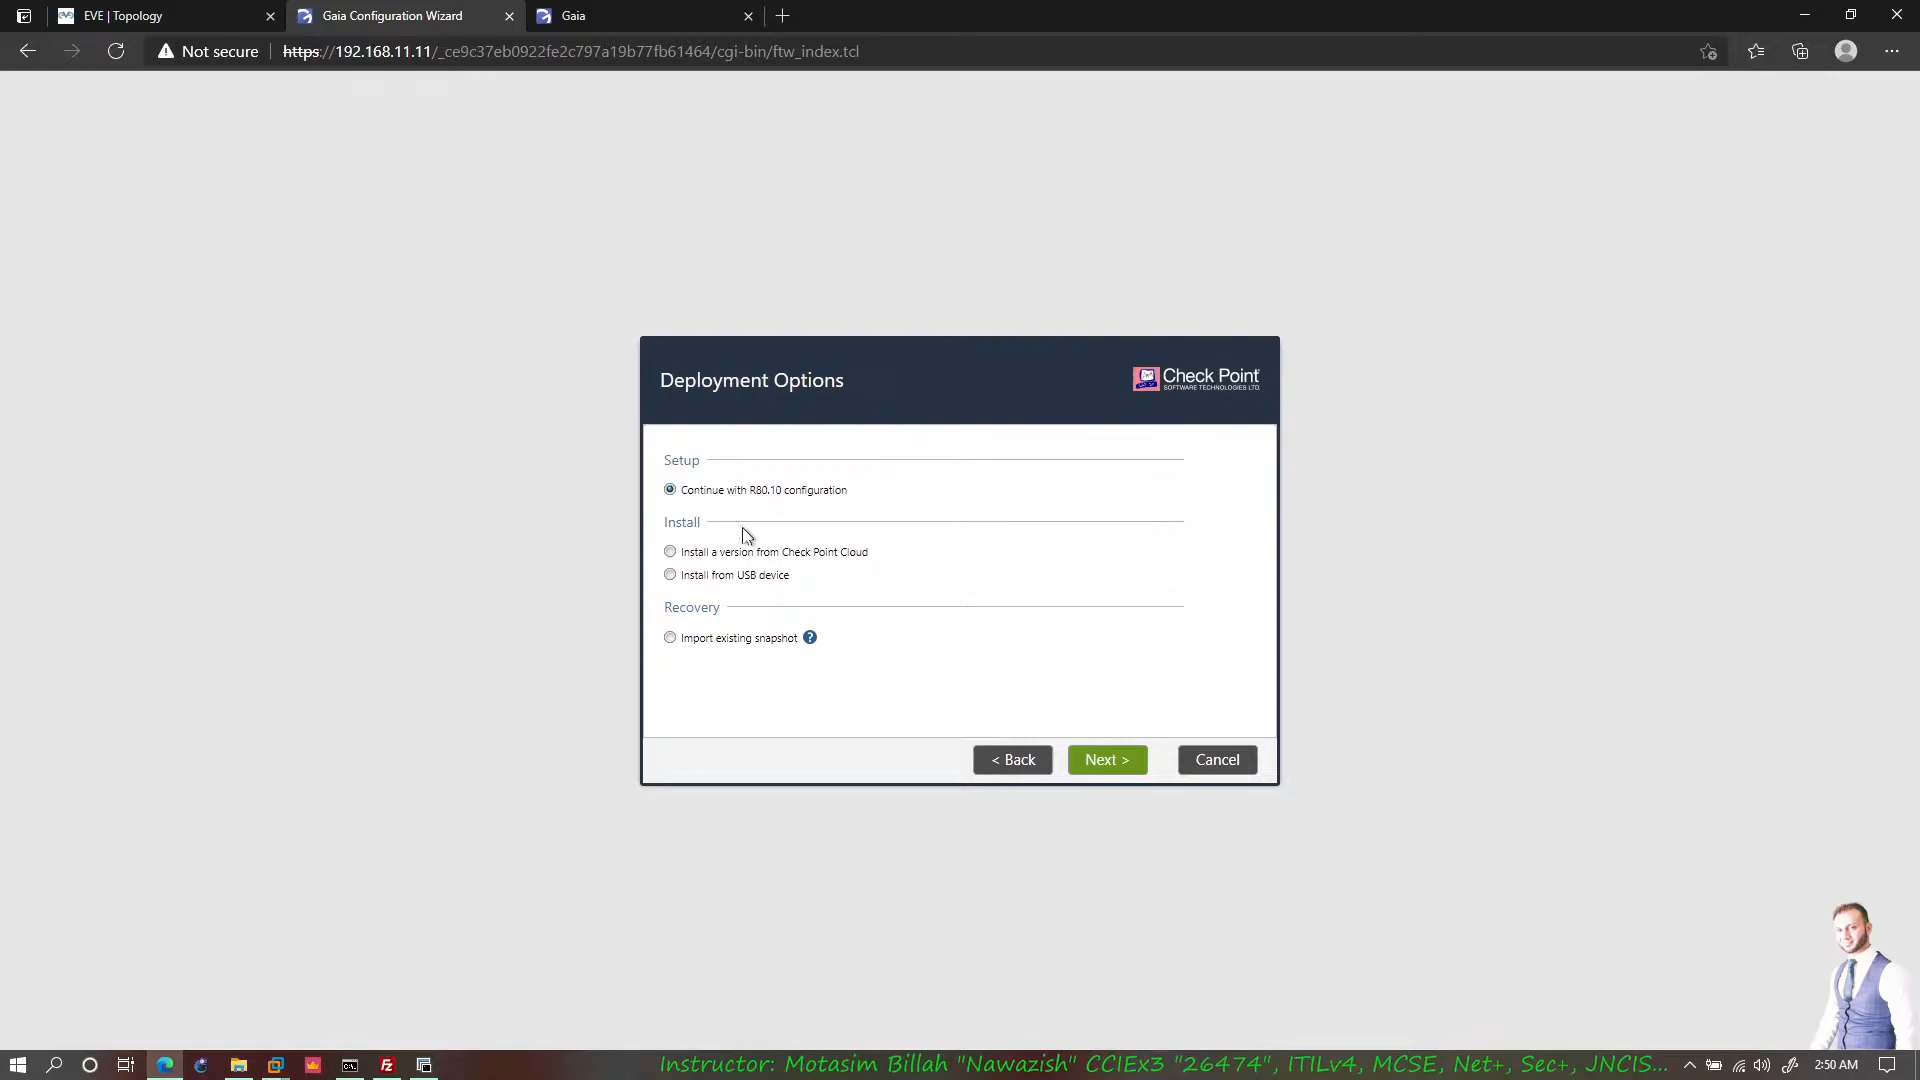 EVE | Topology
Gaia Configuration Wizard
Gaia
Not secure
https://192.168.11.11/_ce9c37eb0922fe2c797a19b77fb61464/cgi-bin/ftw_index.tcl
Deployment Options
Check Point
SOFTWARE TECHNOLOGIES LTD.
Setup
Continue with R80.10 configuration
Install
Install a version from Check Point Cloud
Install from USB device
Recovery
Import existing snapshot ?
< Back
Next >
Cancel
Instructor: Motasim Billah "Nawazish" CCIEx3 "26474", ITILv4, MCSE, Net+, Sec+, JNCIS...
2:50 AM